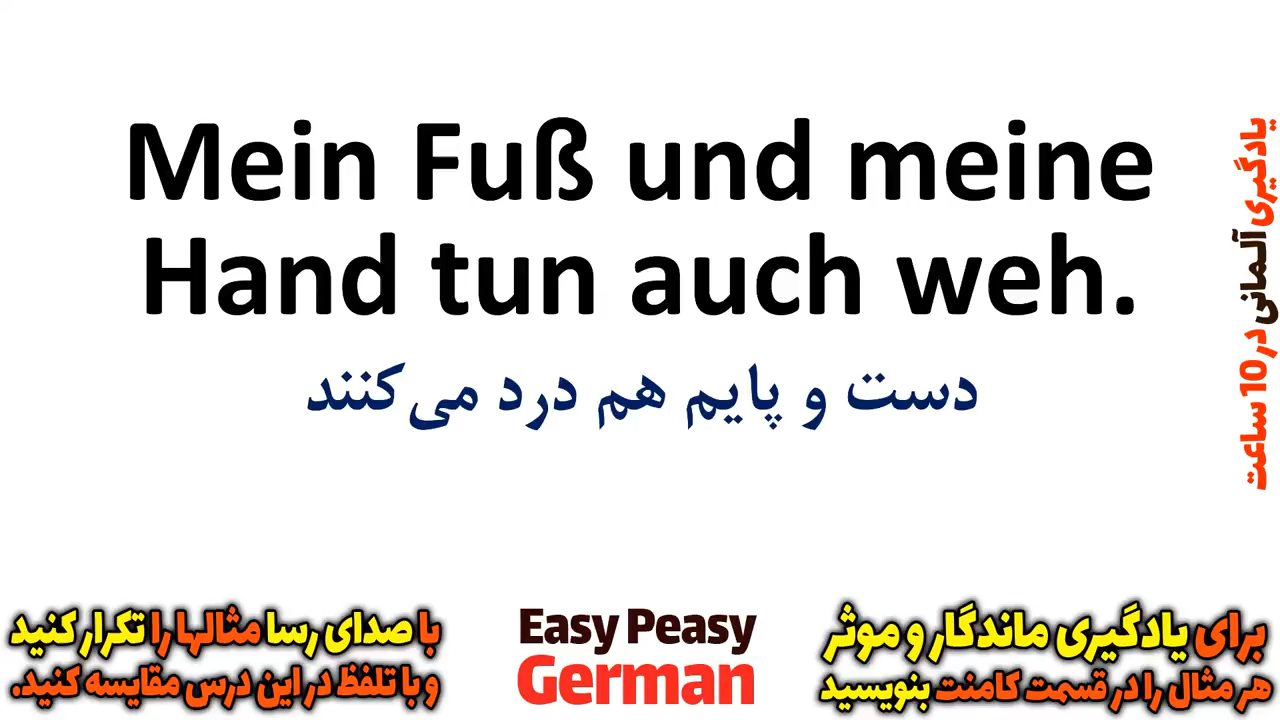 Mein Fuß und meine
Hand tun auch weh.
دست و پایم هم درد می‌کنند
یادگیری آلمانی در 10 ساعت
با صدای رسا مثالها را تکرار کنید
و با تلفظ در این درس مقایسه کنید.
Easy Peasy
German
برای یادگیری ماندگار و موثر
هر مثال را در قسمت کامنت بنویسید